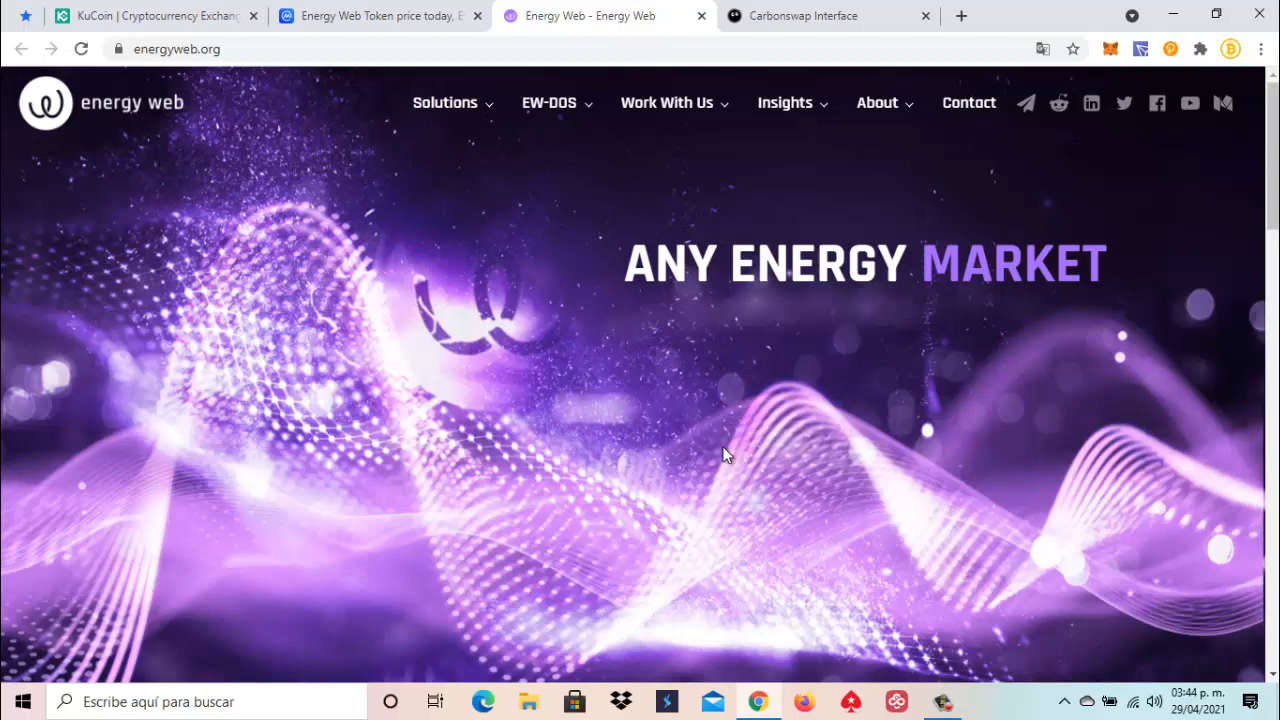 KuCoin | Cryptocurrency Exchang
Energy Web Token price today, E
Energy Web - Energy Web
Carbonswap Interface
energyweb.org
energy web
Solutions
EW-DOS
Work With Us
Insights
About
Contact
ANY ENERGY MARKET
Escribe aquí para buscar
03:44 p. m.
29/04/2021